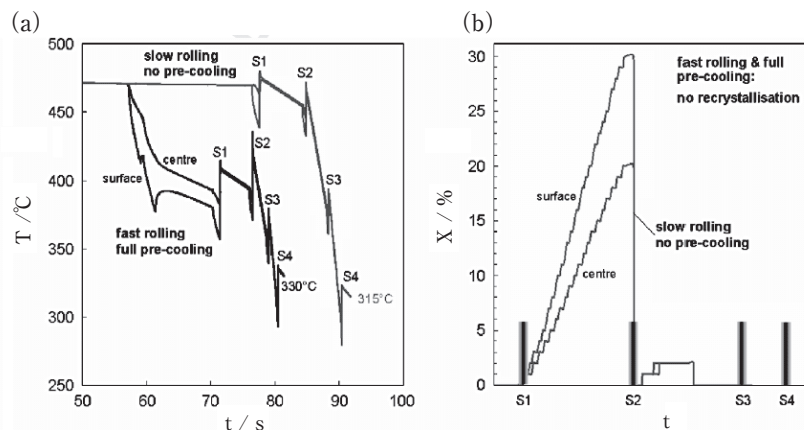 (a)
500
450
400
350
300
250
T /℃
50
60
70
80
90
100
t / s
slow rolling
no pre-cooling
S1
S2
S3
S4
315°C
centre
surface
fast rolling
full pre-cooling
S1
S2
S3
S4
330°C
(b)
30
25
20
15
10
5
0
X / %
S1
S2
S3
S4
t
fast rolling & full
pre-cooling:
no recrystallisation
surface
centre
slow rolling
no pre-cooling